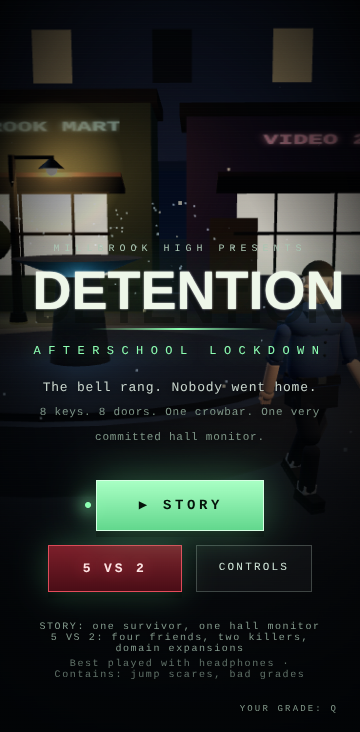 ROOK MART
VIDEO 2
MILLBROOK HIGH PRESENTS
DETENTION
AFTERSCHOOL LOCKDOWN
The bell rang. Nobody went home.
8 keys. 8 doors. One crowbar. One very
committed hall monitor.
▶ STORY
5 VS 2
CONTROLS
STORY: one survivor, one hall monitor
5 VS 2: four friends, two killers,
domain expansions
Best played with headphones ·
Contains: jump scares, bad grades
YOUR GRADE: Q